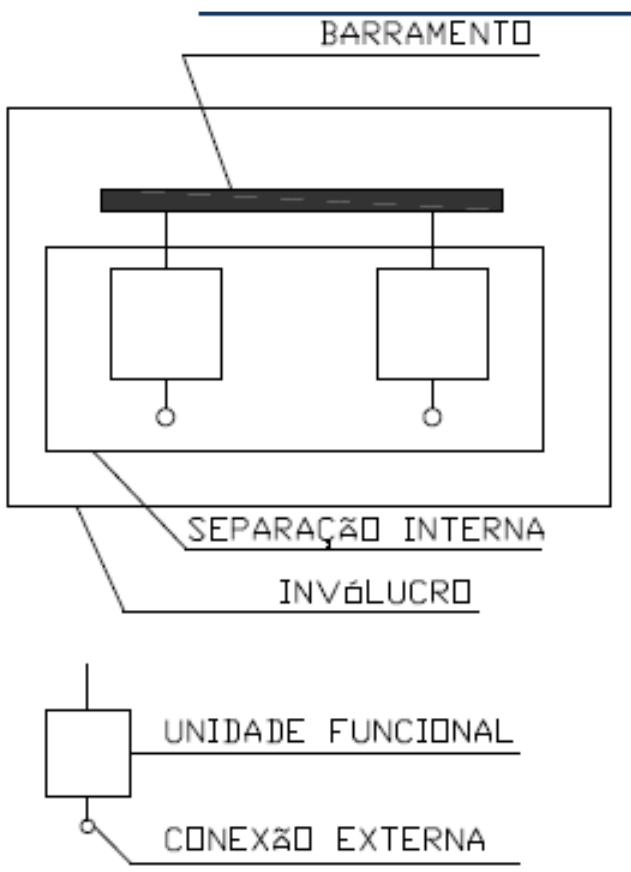 BARRAMENTO
SEPARAÇÃO INTERNA
INVóLUCRO
UNIDADE FUNCIONAL
CONEXãO EXTERNA